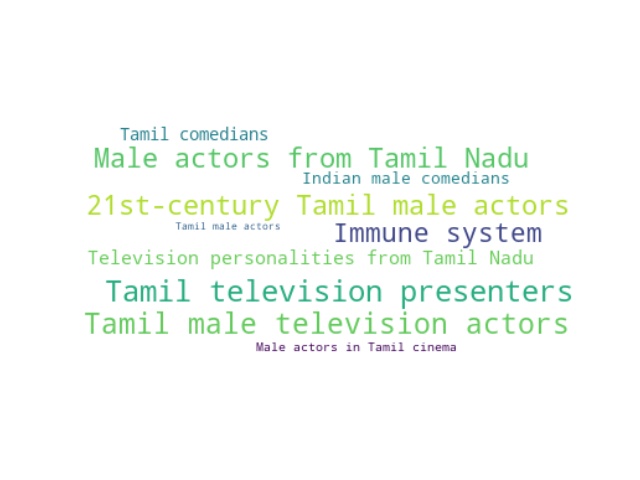 Tamil comedians
Male actors from Tamil Nadu
Indian male comedians
21st-century Tamil male actors
Tamil male actors
Immune system
Television personalities from Tamil Nadu
Tamil television presenters
Tamil male television actors
Male actors in Tamil cinema